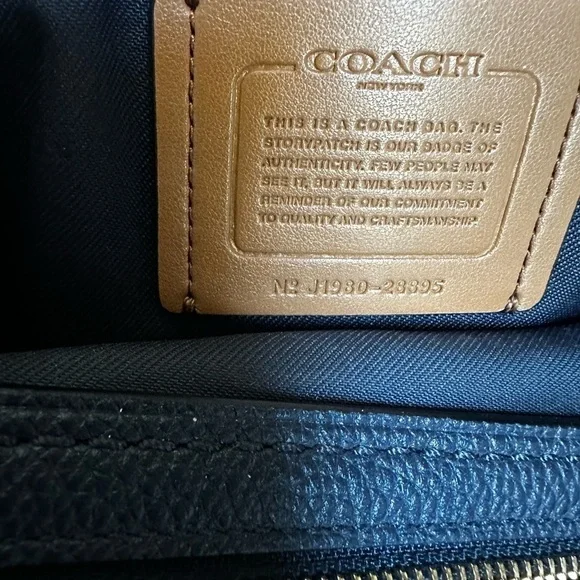 COACH
NEW YORK
THIS IS A COACH BAG. THE
STORYPATCH IS OUR BADGE OF
AUTHENTICITY. FEW PEOPLE MAY
SEE IT, BUT IT WILL ALWAYS BE A
REMINDER OF OUR COMMITMENT
TO QUALITY AND CRAFTSMANSHIP.
Nº J1980-28895